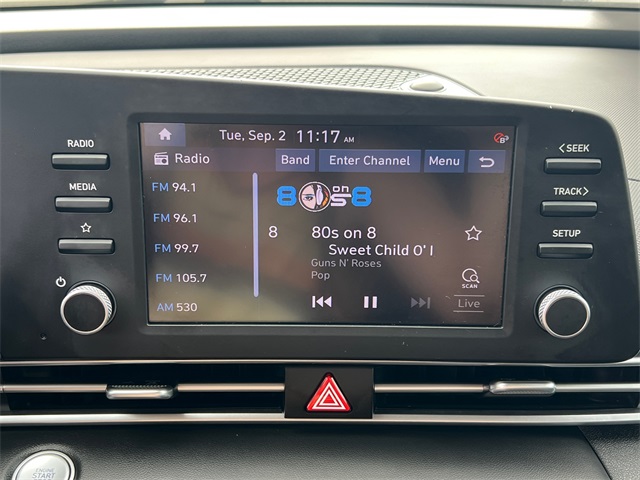 Tue, Sep. 2 11:17 AM
RADIO
MEDIA
Radio
Band
Enter Channel
Menu
FM 94.1
FM 96.1
FM 99.7
FM 105.7
AM 530
8 on 8
8 80s on 8
Sweet Child O' I
Guns N' Roses
Pop
SCAN
Live
<SEEK
TRACK>
SETUP
ENGINE
START